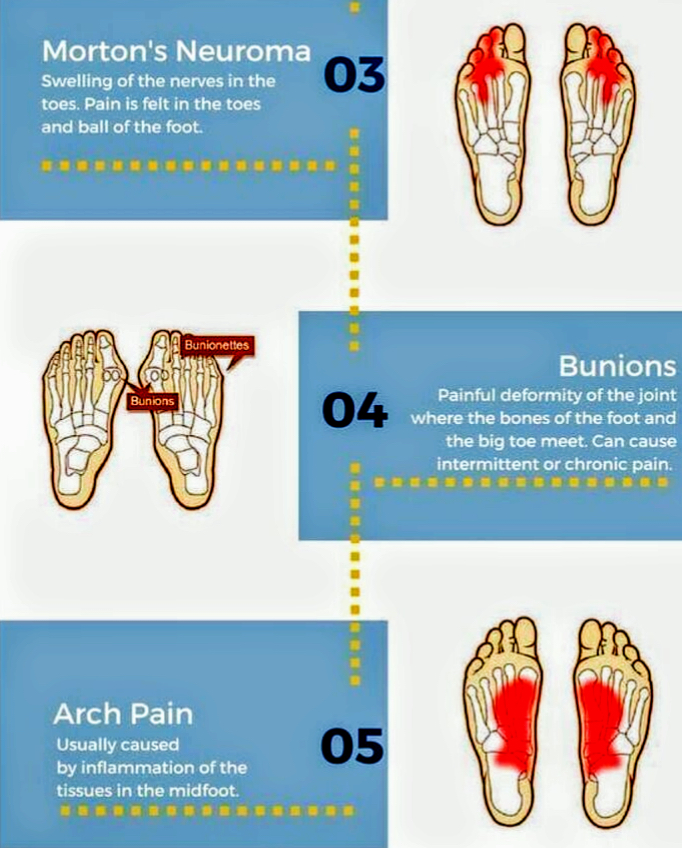 Morton's Neuroma
03
Swelling of the nerves in the
toes. Pain is felt in the toes
and ball of the foot.
Bunionettes
Bunions
Bunions
04
Painful deformity of the joint
where the bones of the foot and
the big toe meet. Can cause
intermittent or chronic pain.
Arch Pain
05
Usually caused
by inflammation of the
tissues in the midfoot.